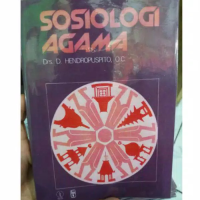 SOSIOLOGI
AGAMA
Drs. D. HENDROPUSPITO, O.C.